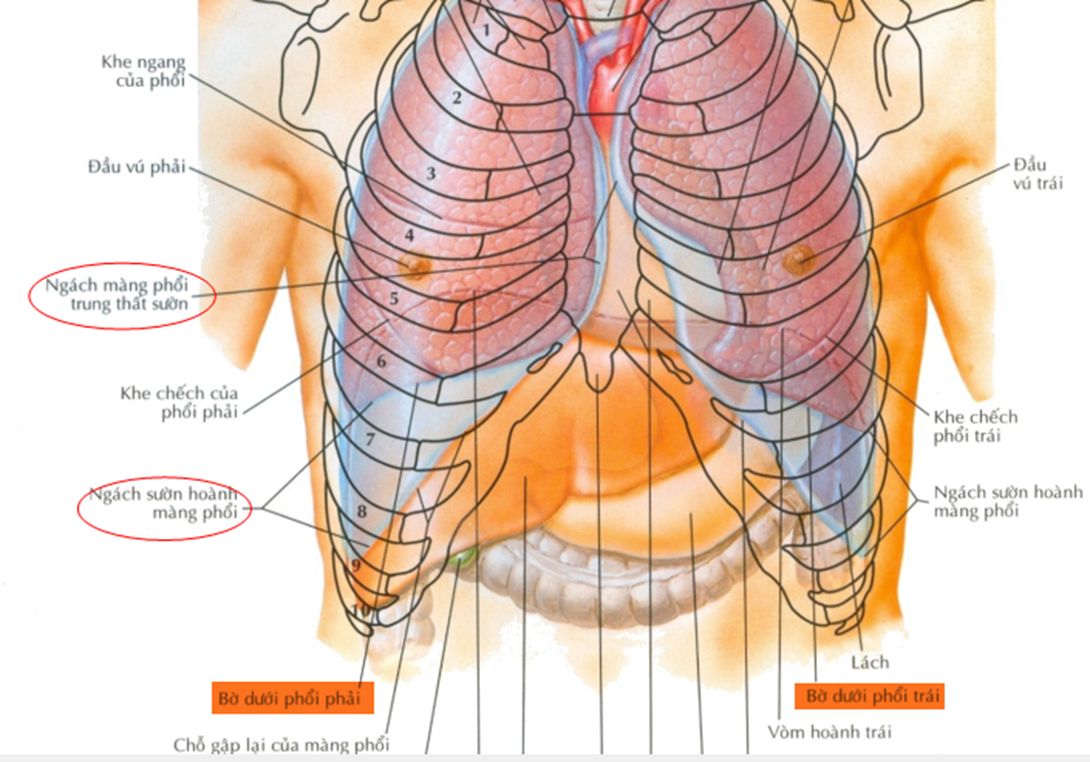 Khe ngang
của phổi
Đầu vú phải
Ngách màng phổi
trung thất sườn
Khe chếch của
phổi phải
Ngách sườn hoành
màng phổi
Bờ dưới phổi phải
Chỗ gập lại của màng phổi
1
2
3
4
5
6
7
8
9
10
Đầu
vú trái
Khe chếch
phổi trái
Ngách sườn hoành
màng phổi
Lách
Bờ dưới phổi trái
Vòm hoành trái